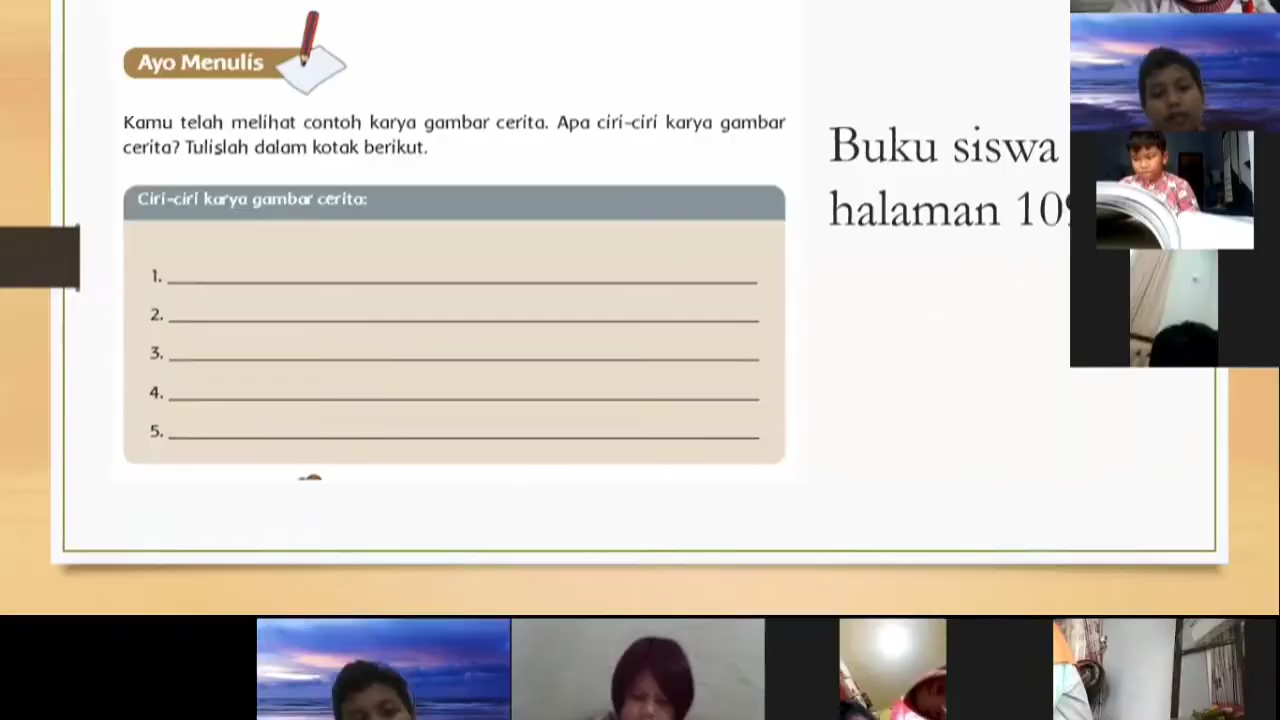 Ayo Menulis
Kamu telah melihat contoh karya gambar cerita. Apa ciri-ciri karya gambar
cerita? Tulislah dalam kotak berikut.
Ciri-ciri karya gambar cerita:
1.
2.
3.
4.
5.
Buku siswa
halaman 109